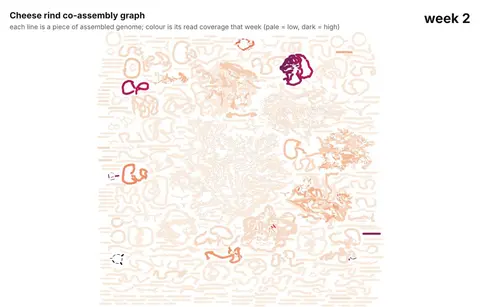 Cheese rind co-assembly graph
week 2
each line is a piece of assembled genome; colour is its read coverage that week (pale = low, dark = high)